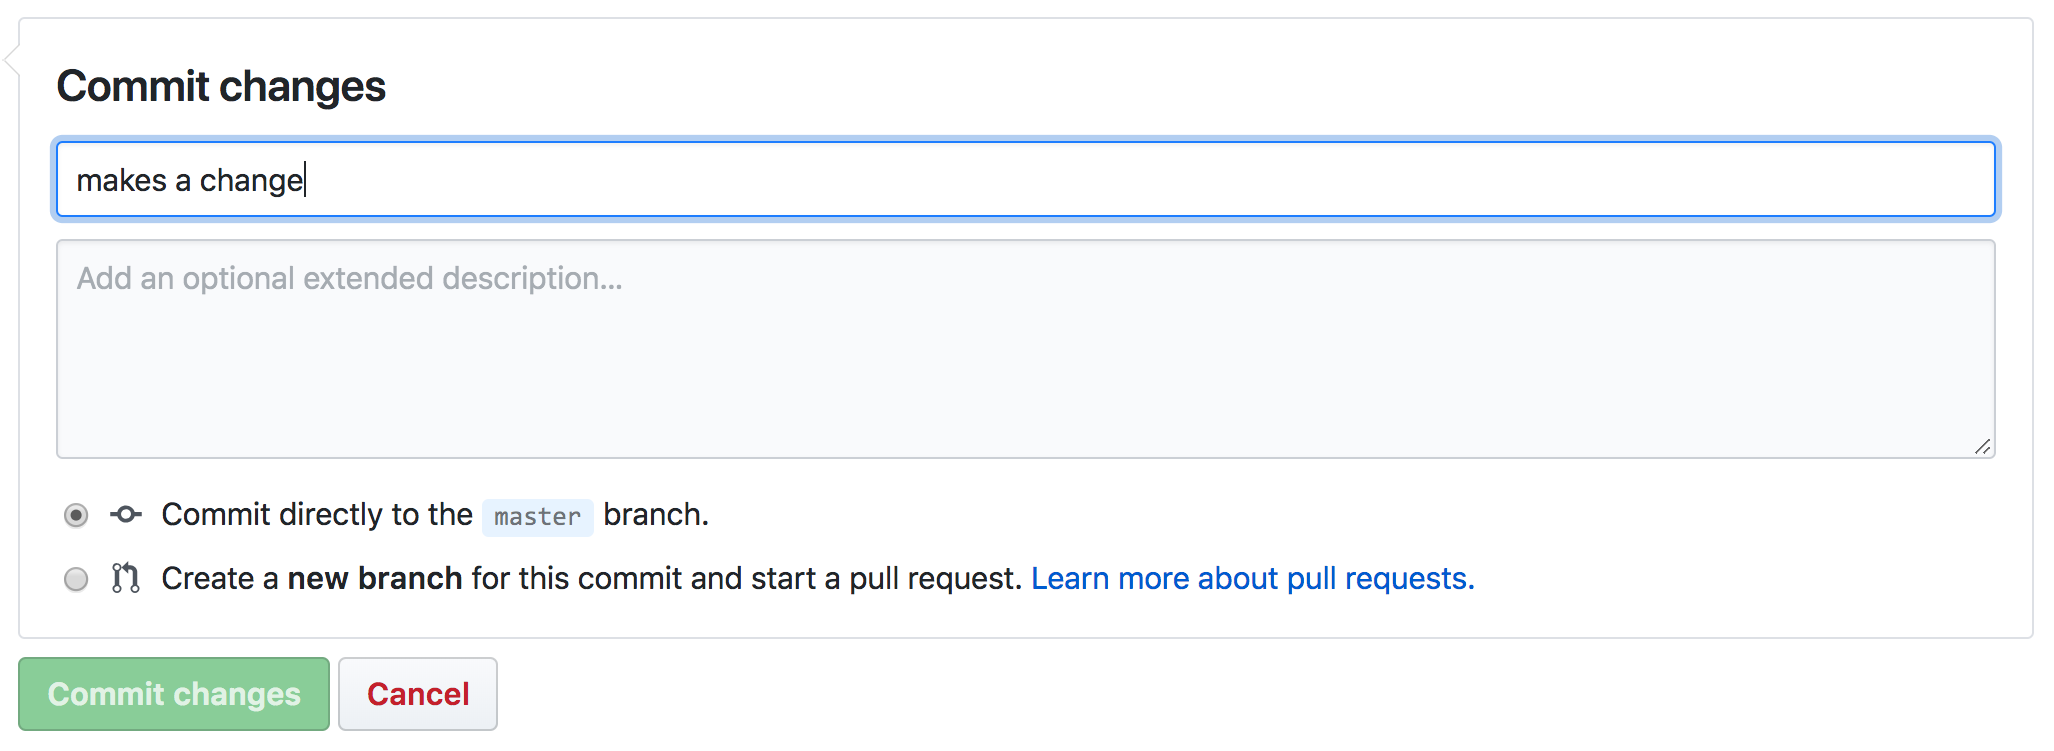 Commit changes
makes a change
Add an optional extended description...
Commit directly to the master branch.
Create a new branch for this commit and start a pull request. Learn more about pull requests.
Commit changes
Cancel